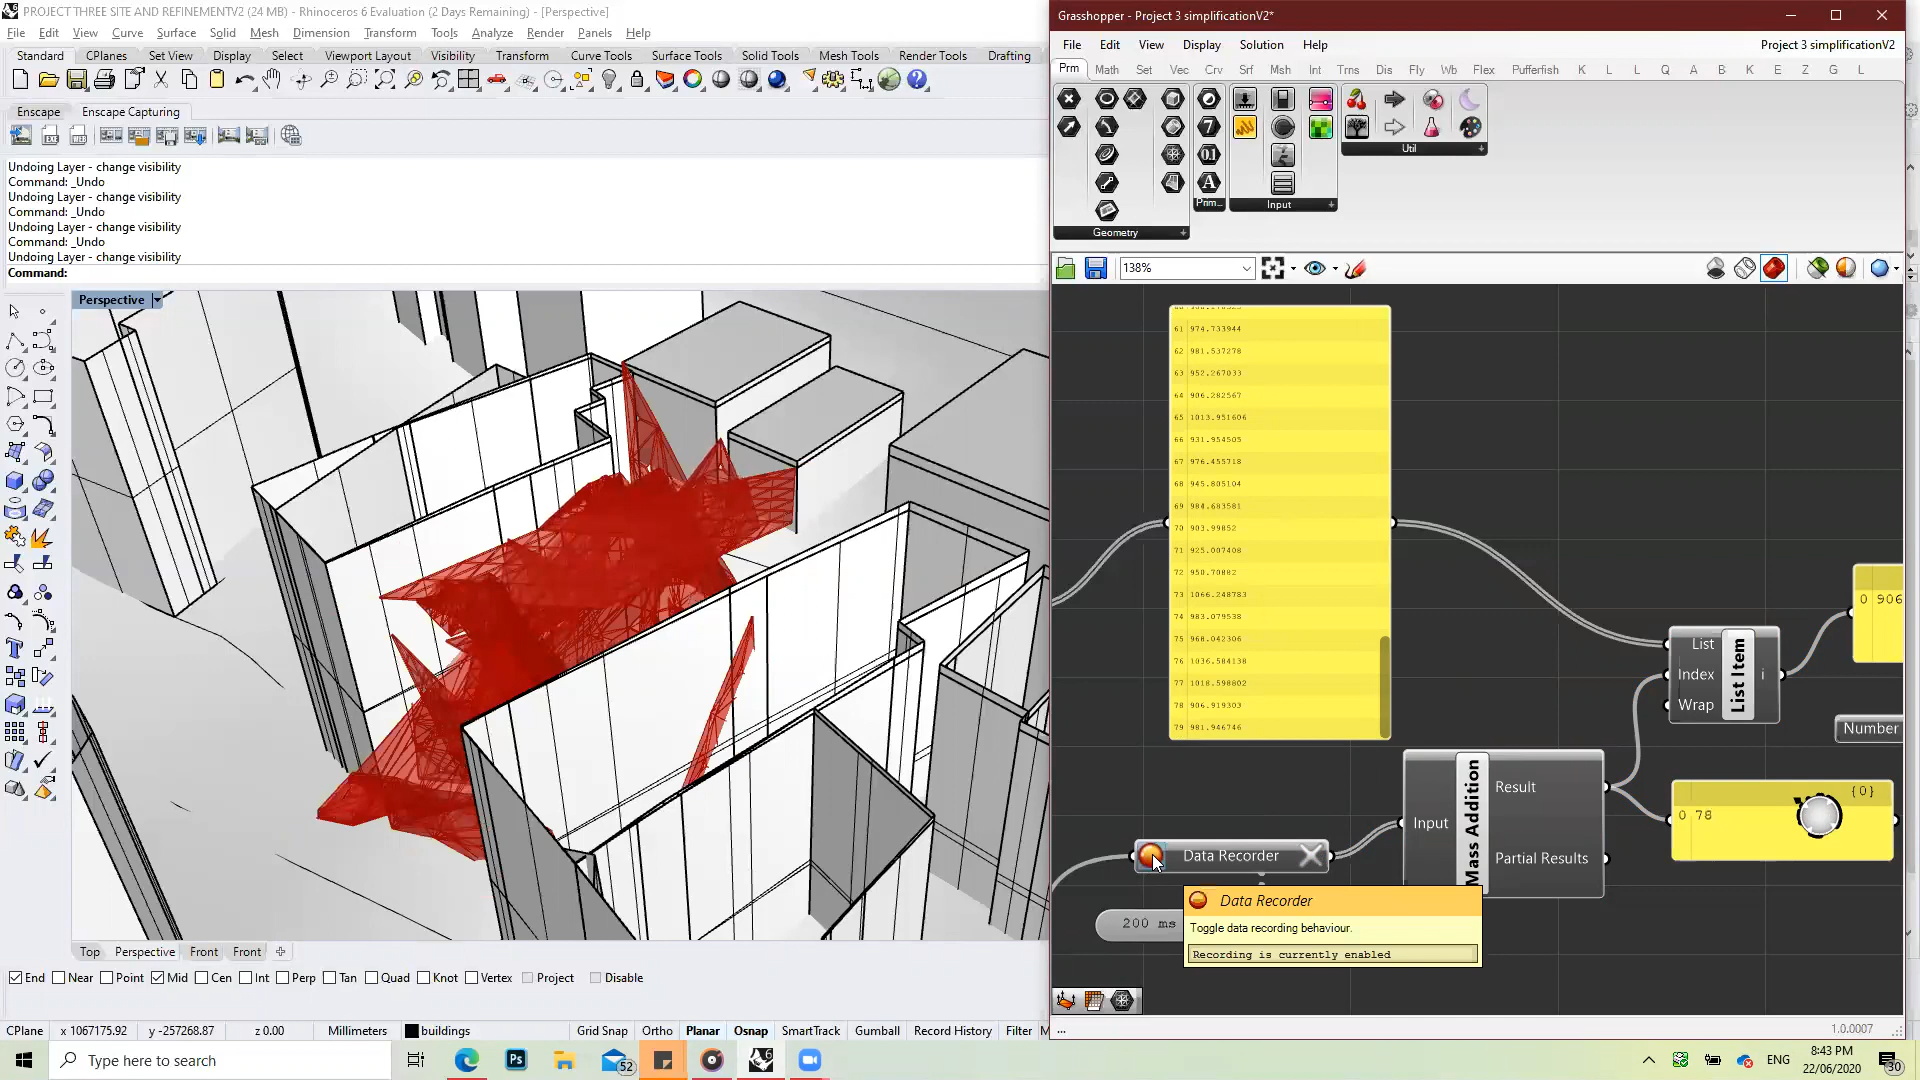 PROJECT THREE SITE AND REFINEMENTV2 (24 MB) - Rhinoceros 6 Evaluation (2 Days Remaining) - [Perspective]
File Edit View Curve Surface Solid Mesh Dimension Transform Tools Analyze Render Panels Help
Standard CPlanes Set View Display Select Viewport Layout Visibility Transform Curve Tools Surface Tools Solid Tools Mesh Tools Render Tools Drafting
Enscape Enscape Capturing
Undoing Layer - change visibility
Command: _Undo
Undoing Layer - change visibility
Command: _Undo
Undoing Layer - change visibility
Command: _Undo
Undoing Layer - change visibility
Command:
Perspective
Top Perspective Front Front
End Near Point Mid Cen Int Perp Tan Quad Knot Vertex Project Disable
CPlane x 1067175.92 y -257268.87 z 0.00 Millimeters buildings Grid Snap Ortho Planar Osnap SmartTrack Gumball Record History Filter M
Grasshopper - Project 3 simplificationV2*
File Edit View Display Solution Help Project 3 simplificationV2
Prm Math Set Vec Crv Srf Msh Int Trns Dis Fly Wb Flex Pufferfish K L L Q A B K E Z G L
Geometry Prim... Input Util
138%
61 974.733944
62 981.537278
63 952.267033
64 906.282567
65 1013.951606
66 931.954505
67 976.455718
68 945.805104
69 984.683581
70 903.99852
71 925.007408
72 950.70882
73 1066.248783
74 983.079538
75 968.042306
76 1036.584138
77 1018.598802
78 906.919303
79 981.946746
0 906
List
Index
Wrap
List Item
i
Number
Input
Mass Addition
Result
Partial Results
{0}
0 78
Data Recorder
200 ms
Data Recorder
Toggle data recording behaviour.
Recording is currently enabled
...
1.0.0007
Type here to search
52
ENG
8:43 PM
22/06/2020
30